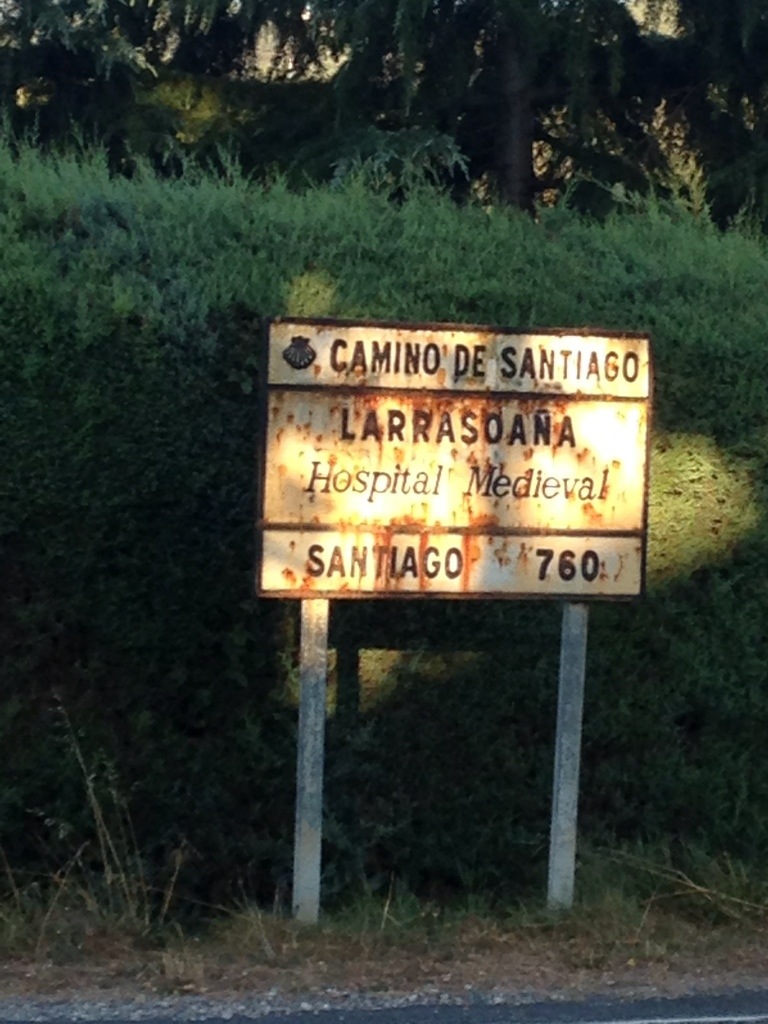 CAMINO DE SANTIAGO
LARRASOAÑA
Hospital Medieval
SANTIAGO 760